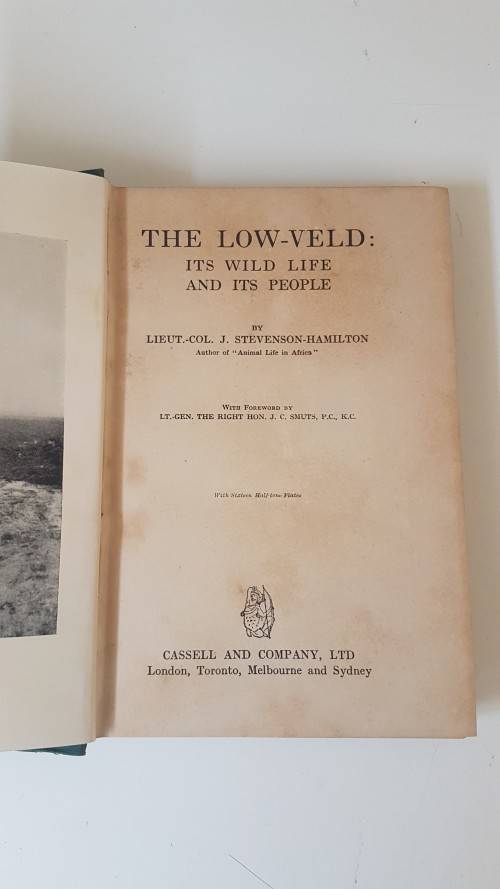 THE LOW-VELD:
ITS WILD LIFE
AND ITS PEOPLE
BY
LIEUT.-COL. J. STEVENSON-HAMILTON
Author of "Animal Life in Africa"
WITH FOREWORD BY
LT.-GEN. THE RIGHT HON. J. C. SMUTS, P.C., K.C.
With Sixteen Half-tone Plates
CASSELL AND COMPANY, LTD
London, Toronto, Melbourne and Sydney